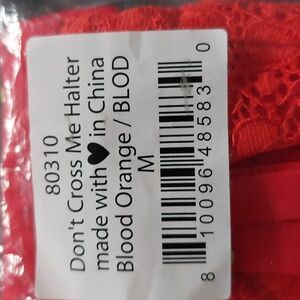 80310
Don't Cross Me Halter
made with ♥ in China
Blood Orange / BLOD
M
8 10096 48583 0